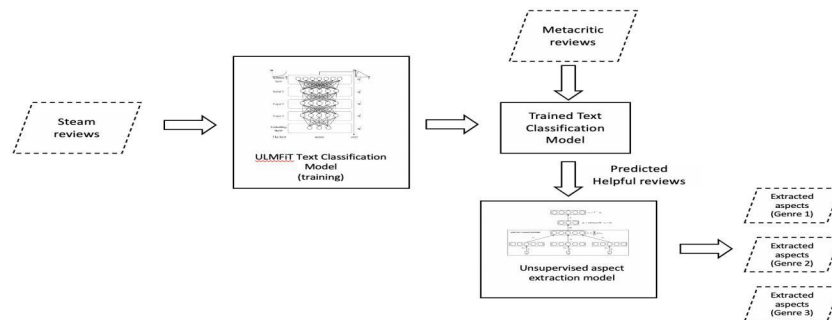 Metacritic
reviews
Steam
reviews
ULMFiT Text Classification
Model
(training)
Trained Text
Classification
Model
Predicted
Helpful reviews
Unsupervised aspect
extraction model
Extracted
aspects
(Genre 1)
Extracted
aspects
(Genre 2)
Extracted
aspects
(Genre 3)